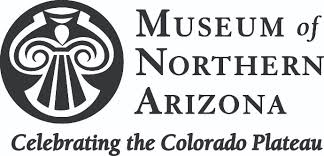 Museum of
Northern
Arizona
Celebrating the Colorado Plateau